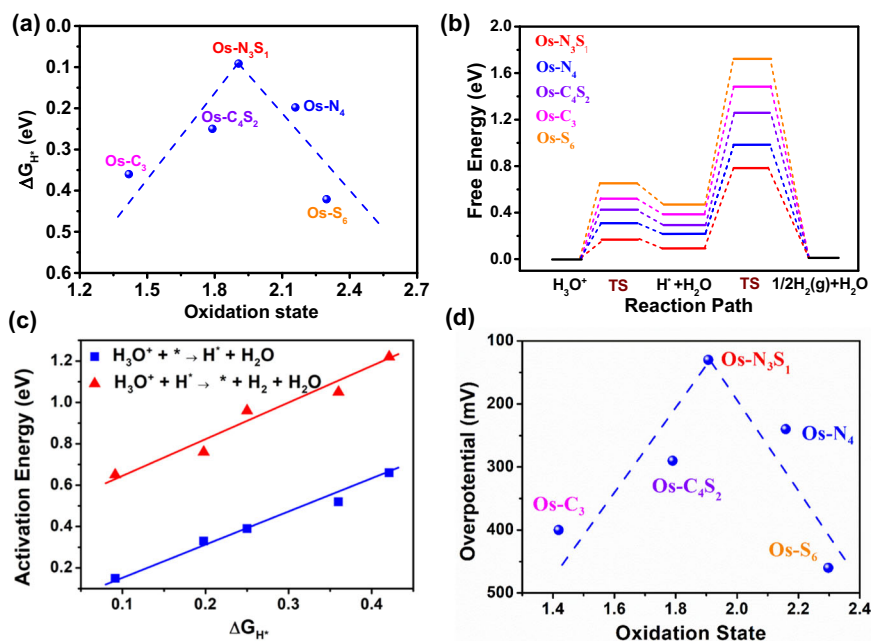 (a)
0.0
0.1
0.2
0.3
0.4
0.5
0.6
ΔG_H* (eV)
Os-N₃S₁
Os-N₄
Os-C₄S₂
Os-C₃
Os-S₆
1.2 1.5 1.8 2.1 2.4 2.7
Oxidation state
(b)
2.0
1.6
1.2
0.8
0.4
0.0
Free Energy (eV)
Os-N₃S₁
Os-N₄
Os-C₄S₂
Os-C₃
Os-S₆
H₃O⁺ TS H*+H₂O TS 1/2H₂(g)+H₂O
Reaction Path
(c)
1.2
1.0
0.8
0.6
0.4
0.2
Activation Energy (eV)
H₃O⁺ + * → H* + H₂O
H₃O⁺ + H* → * + H₂ + H₂O
0.1 0.2 0.3 0.4
ΔG_H*
(d)
100
200
300
400
500
Overpotential (mV)
Os-N₃S₁
Os-N₄
Os-C₄S₂
Os-C₃
Os-S₆
1.4 1.6 1.8 2.0 2.2 2.4
Oxidation State